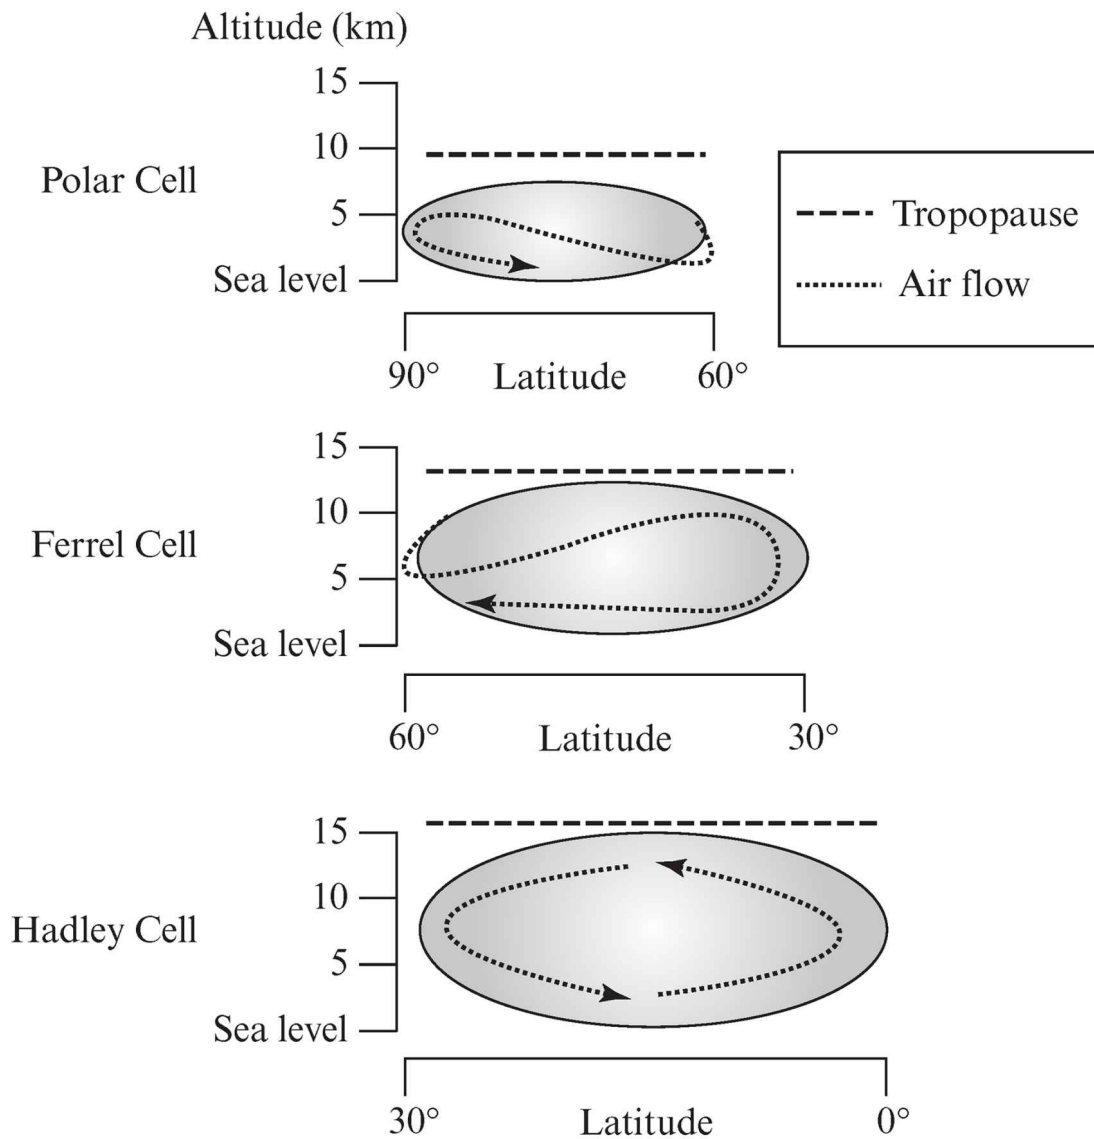 Altitude (km)
15
10
Polar Cell
5
Sea level
90° Latitude 60°
Tropopause
Air flow
15
10
Ferrel Cell
5
Sea level
60° Latitude 30°
15
10
Hadley Cell
5
Sea level
30° Latitude 0°